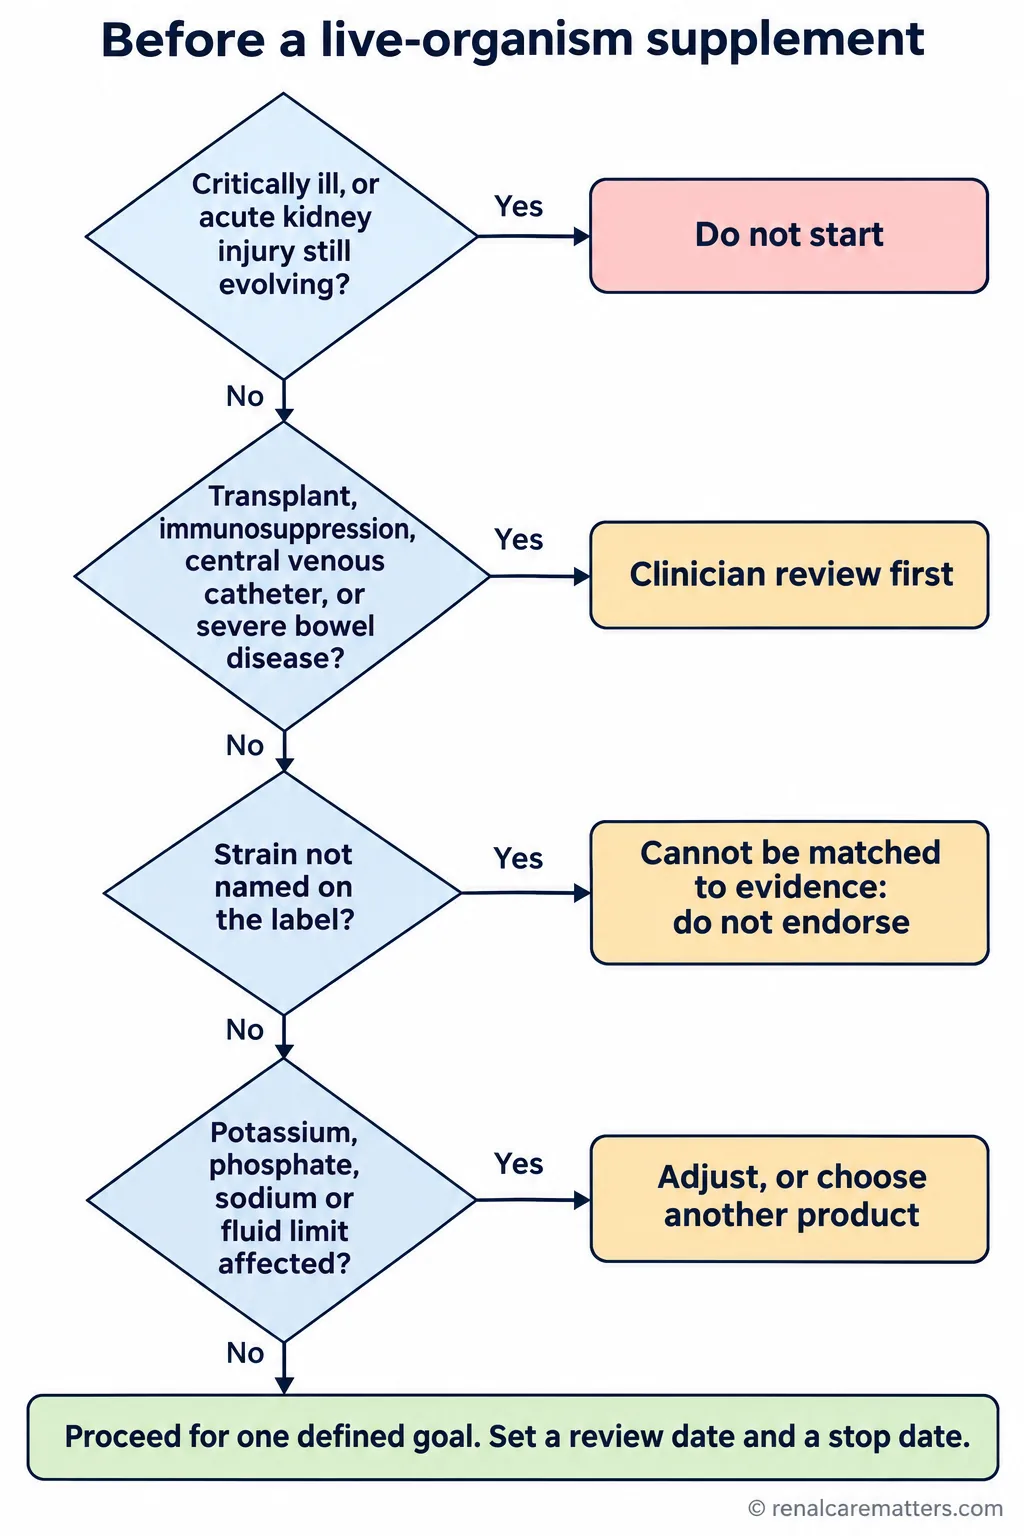 Before a live-organism supplement
Critically ill, or
acute kidney
injury still
evolving?
Yes
Do not start
No
Transplant,
immunosuppression,
central venous
catheter, or
severe bowel
disease?
Yes
Clinician review first
No
Strain not
named on
the label?
Yes
Cannot be matched
to evidence:
do not endorse
No
Potassium,
phosphate,
sodium or
fluid limit
affected?
Yes
Adjust, or choose
another product
No
Proceed for one defined goal. Set a review date and a stop date.
© renalcarematters.com